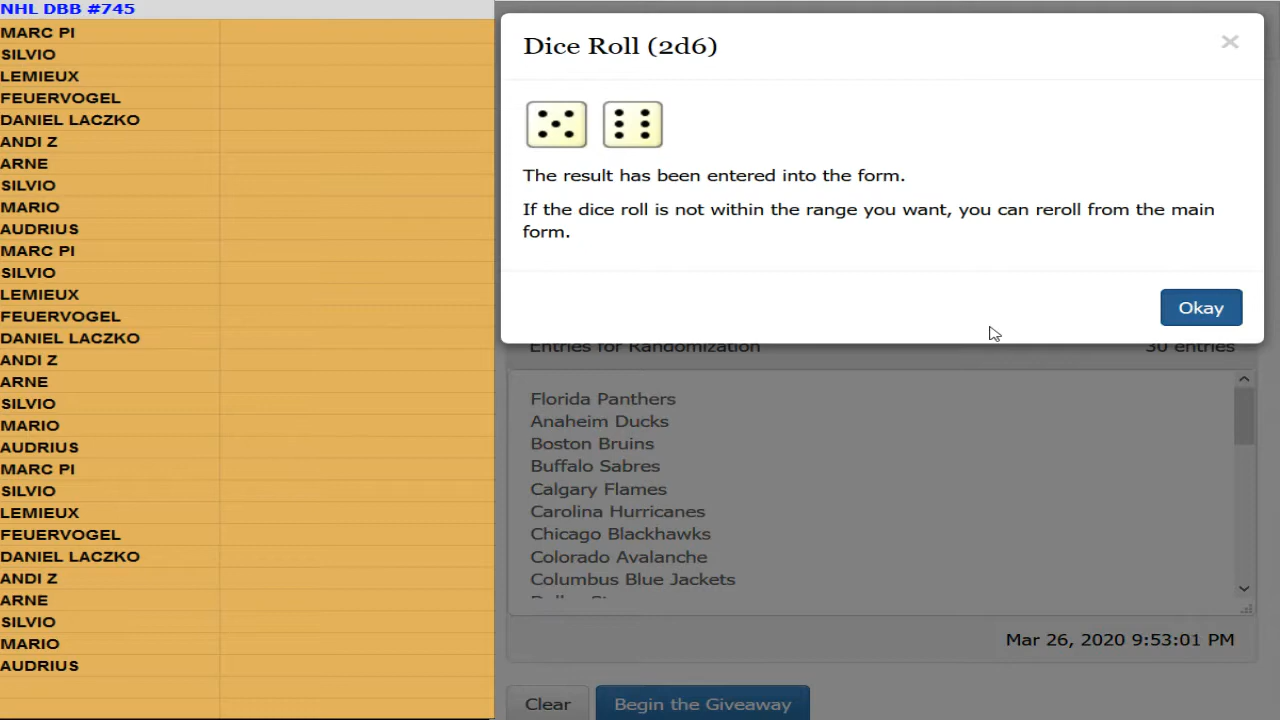 NHL DBB #745
MARC PI
SILVIO
LEMIEUX
FEUERVOGEL
DANIEL LACZKO
ANDI Z
ARNE
SILVIO
MARIO
AUDRIUS
MARC PI
SILVIO
LEMIEUX
FEUERVOGEL
DANIEL LACZKO
ANDI Z
ARNE
SILVIO
MARIO
AUDRIUS
MARC PI
SILVIO
LEMIEUX
FEUERVOGEL
DANIEL LACZKO
ANDI Z
ARNE
SILVIO
MARIO
AUDRIUS
Dice Roll (2d6)
×
The result has been entered into the form.
If the dice roll is not within the range you want, you can reroll from the main
form.
Okay
Entries for Randomization 30 entries
Florida Panthers
Anaheim Ducks
Boston Bruins
Buffalo Sabres
Calgary Flames
Carolina Hurricanes
Chicago Blackhawks
Colorado Avalanche
Columbus Blue Jackets
Mar 26, 2020 9:53:01 PM
Clear
Begin the Giveaway